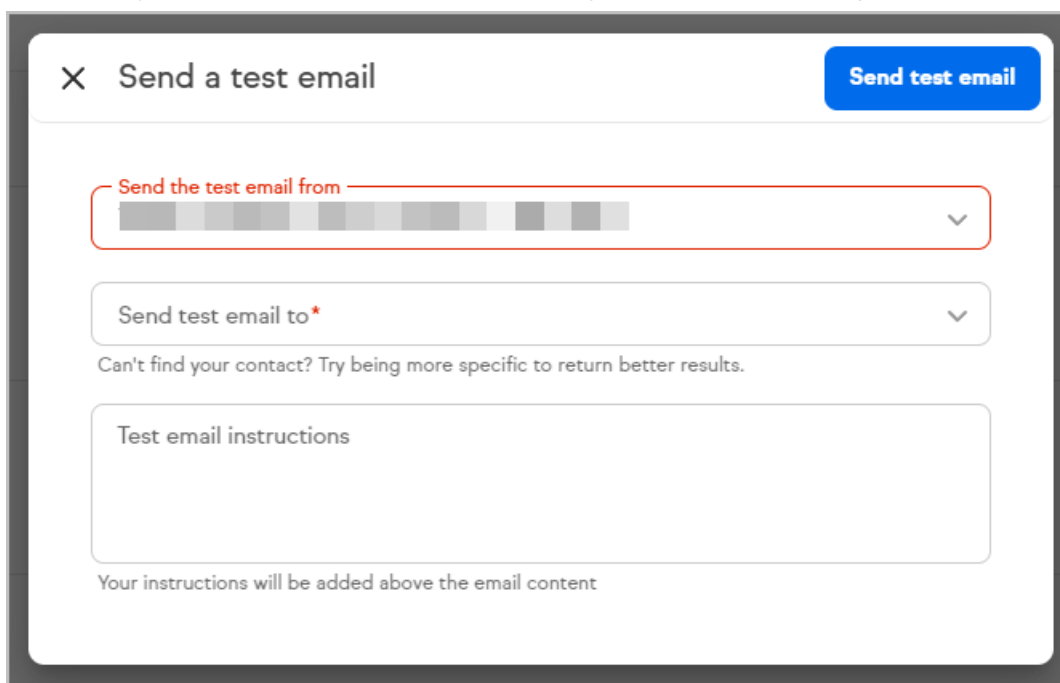 Send a test email
Send test email
Send the test email from
Send test email to*
Can't find your contact? Try being more specific to return better results.
Test email instructions
Your instructions will be added above the email content